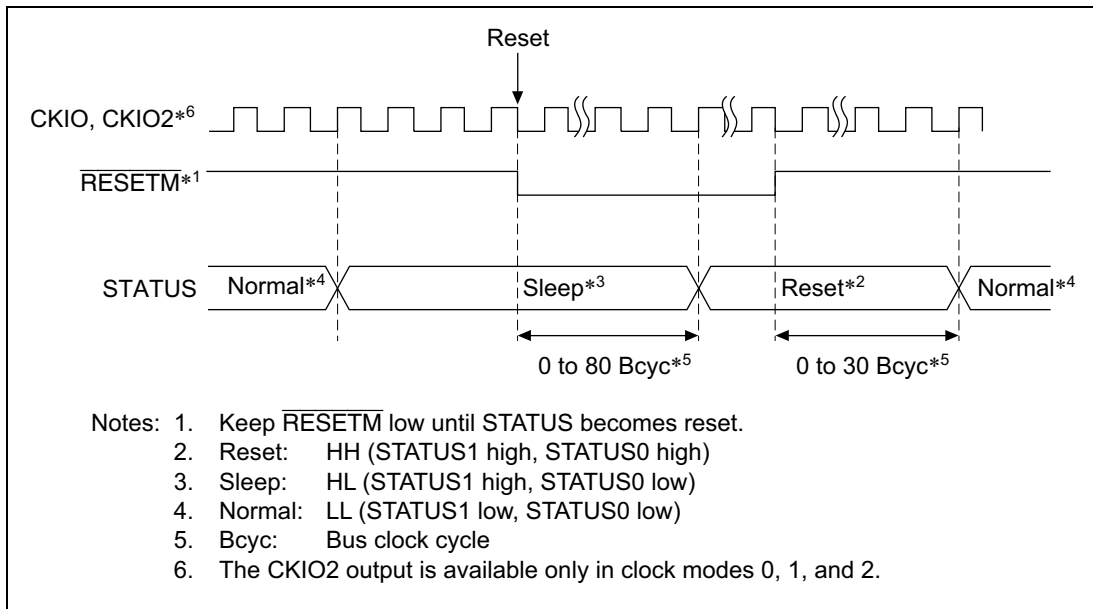 Reset
CKIO, CKIO2*6
RESETM*1
STATUS Normal*4 Sleep*3 Reset*2 Normal*4
0 to 80 Bcyc*5 0 to 30 Bcyc*5
Notes: 1. Keep RESETM low until STATUS becomes reset.
2. Reset: HH (STATUS1 high, STATUS0 high)
3. Sleep: HL (STATUS1 high, STATUS0 low)
4. Normal: LL (STATUS1 low, STATUS0 low)
5. Bcyc: Bus clock cycle
6. The CKIO2 output is available only in clock modes 0, 1, and 2.